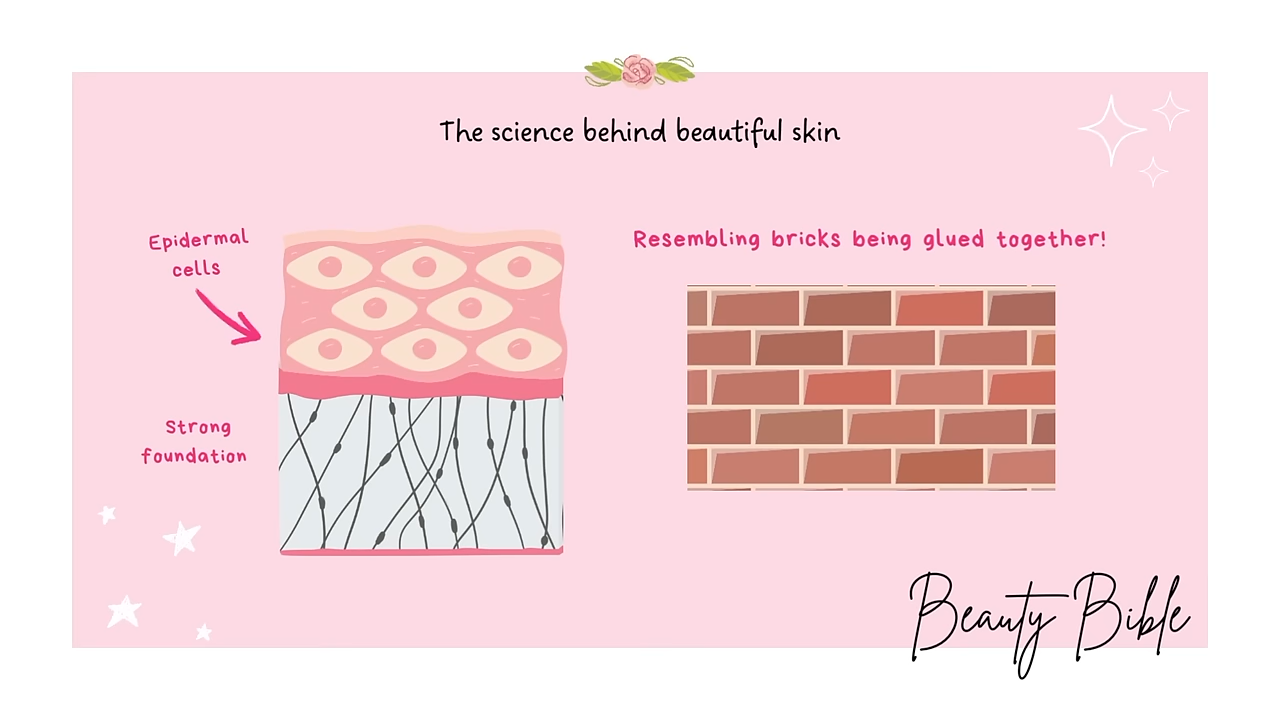 The science behind beautiful skin
Epidermal
cells
Strong
foundation
Resembling bricks being glued together!
Beauty Bible